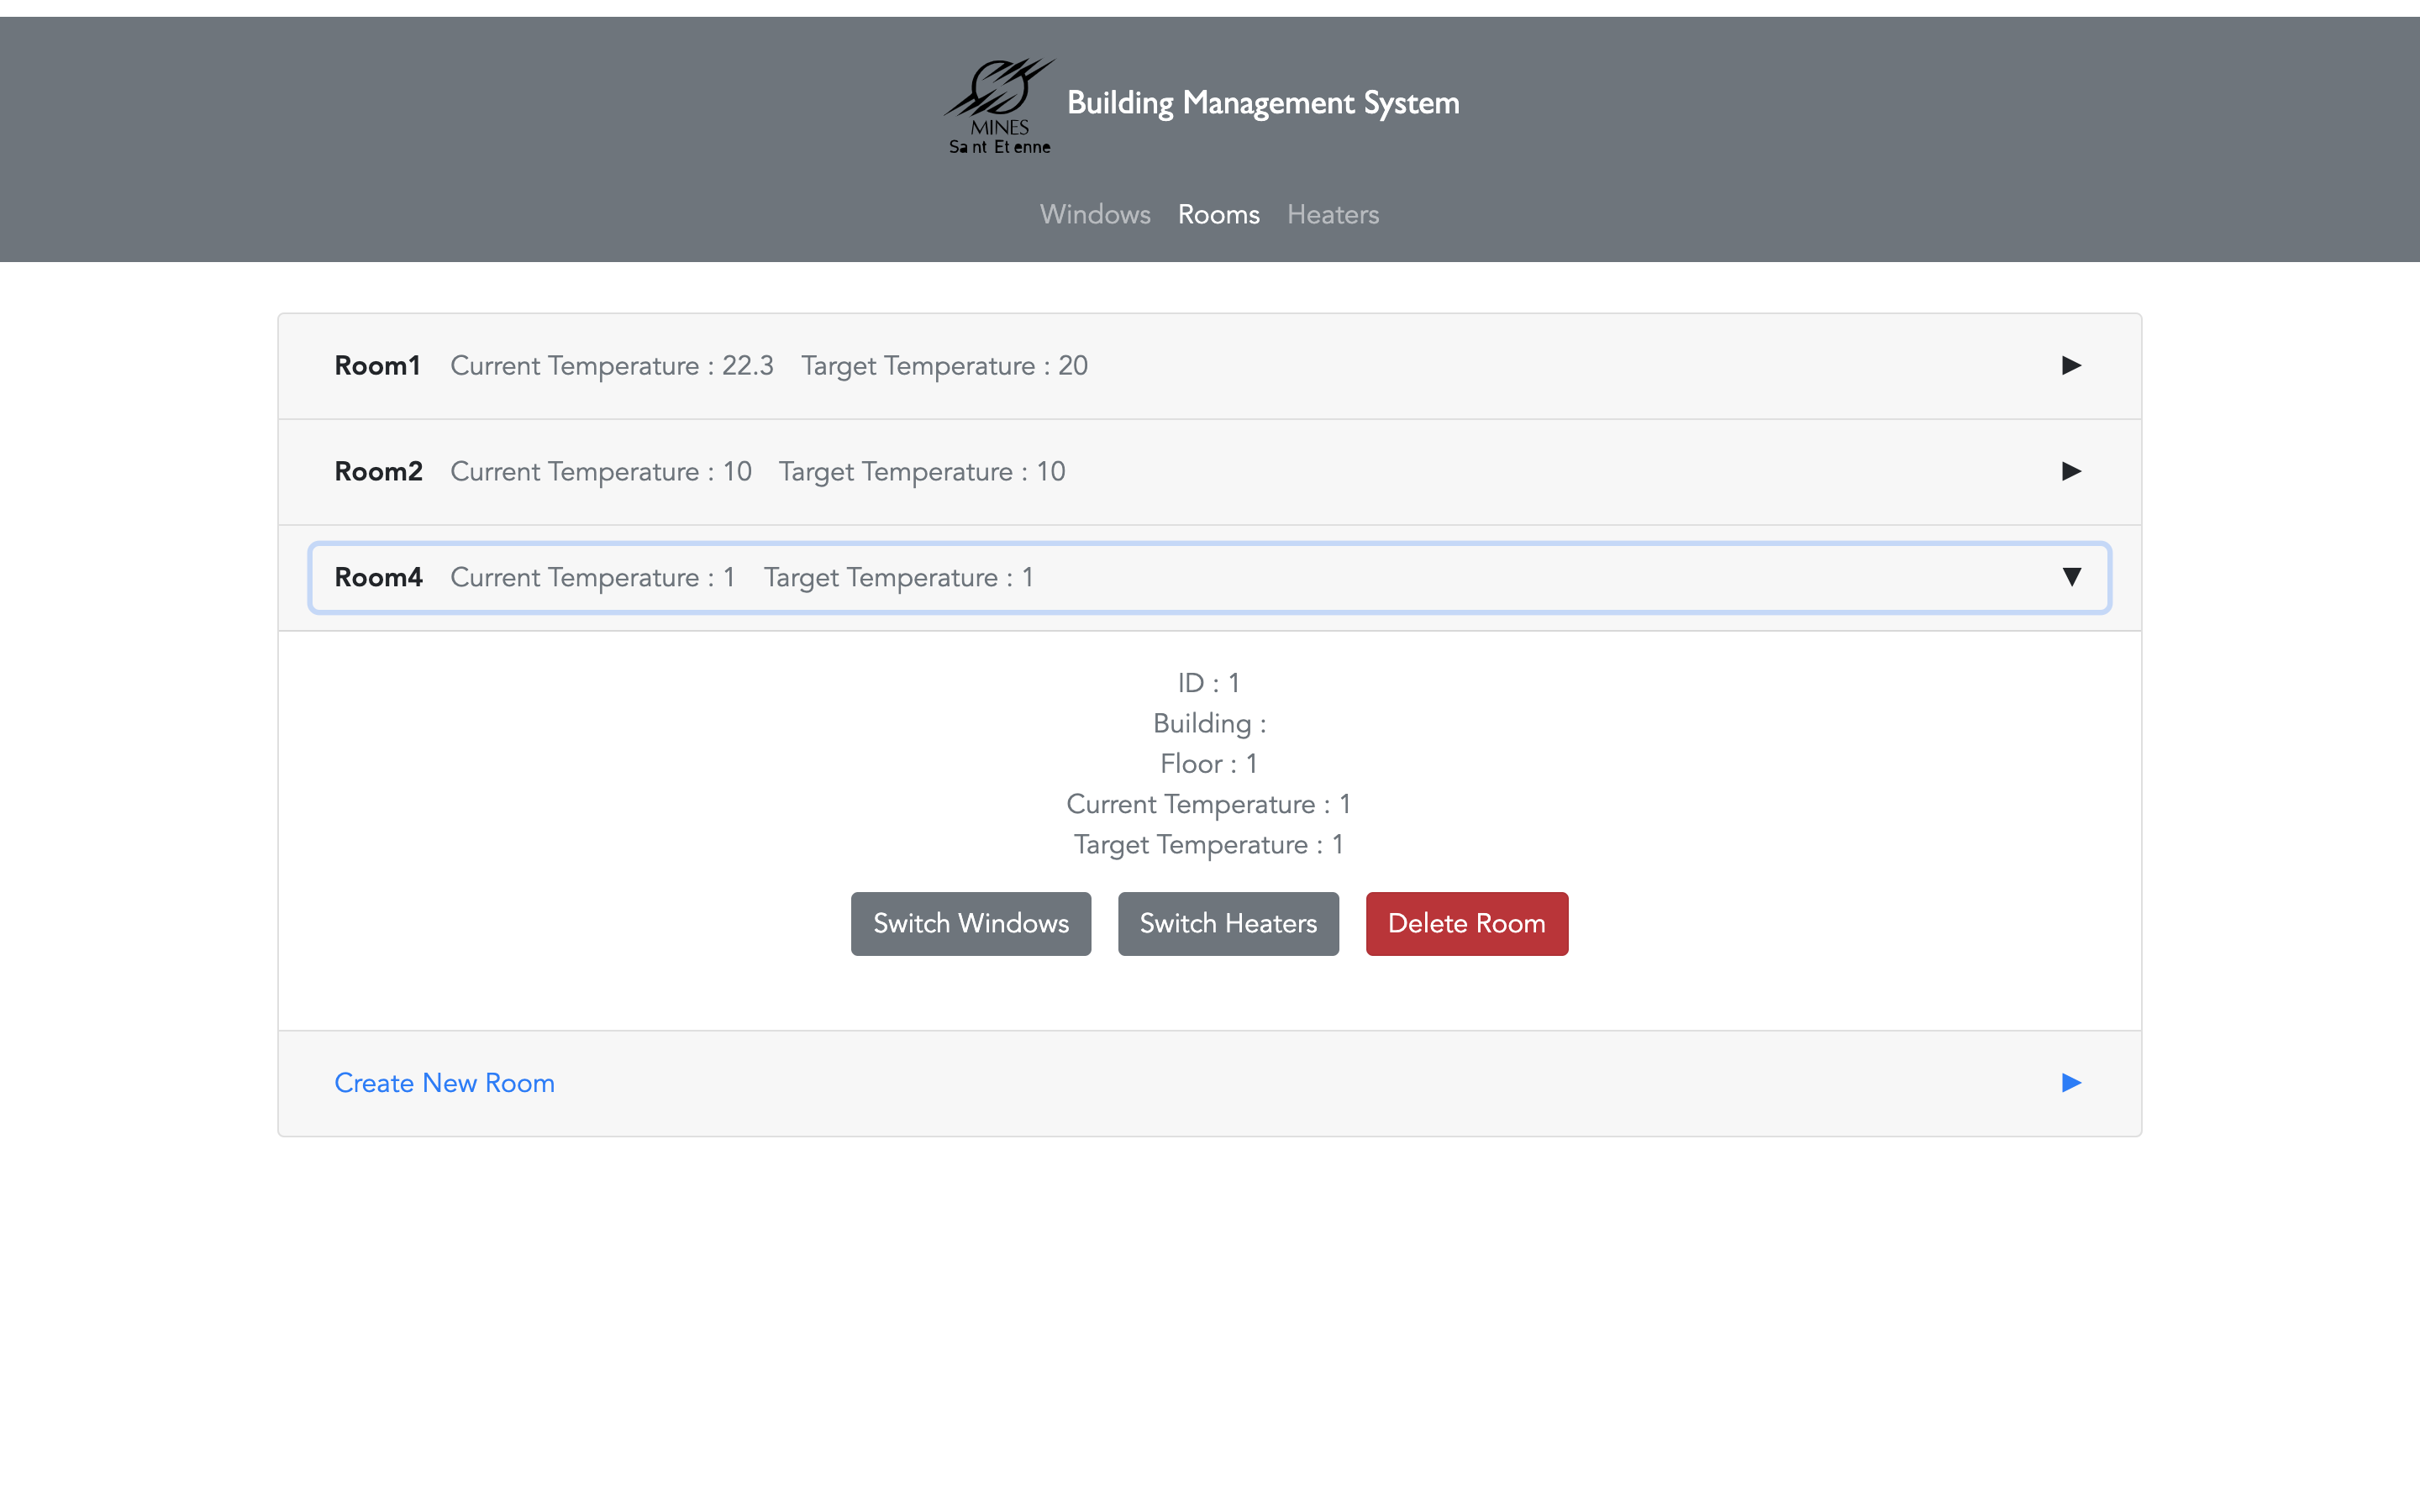 MINES
Sa nt Et enne
Building Management System
Windows Rooms Heaters
Room1 Current Temperature : 22.3 Target Temperature : 20
Room2 Current Temperature : 10 Target Temperature : 10
Room4 Current Temperature : 1 Target Temperature : 1
ID : 1
Building :
Floor : 1
Current Temperature : 1
Target Temperature : 1
Switch Windows Switch Heaters Delete Room
Create New Room